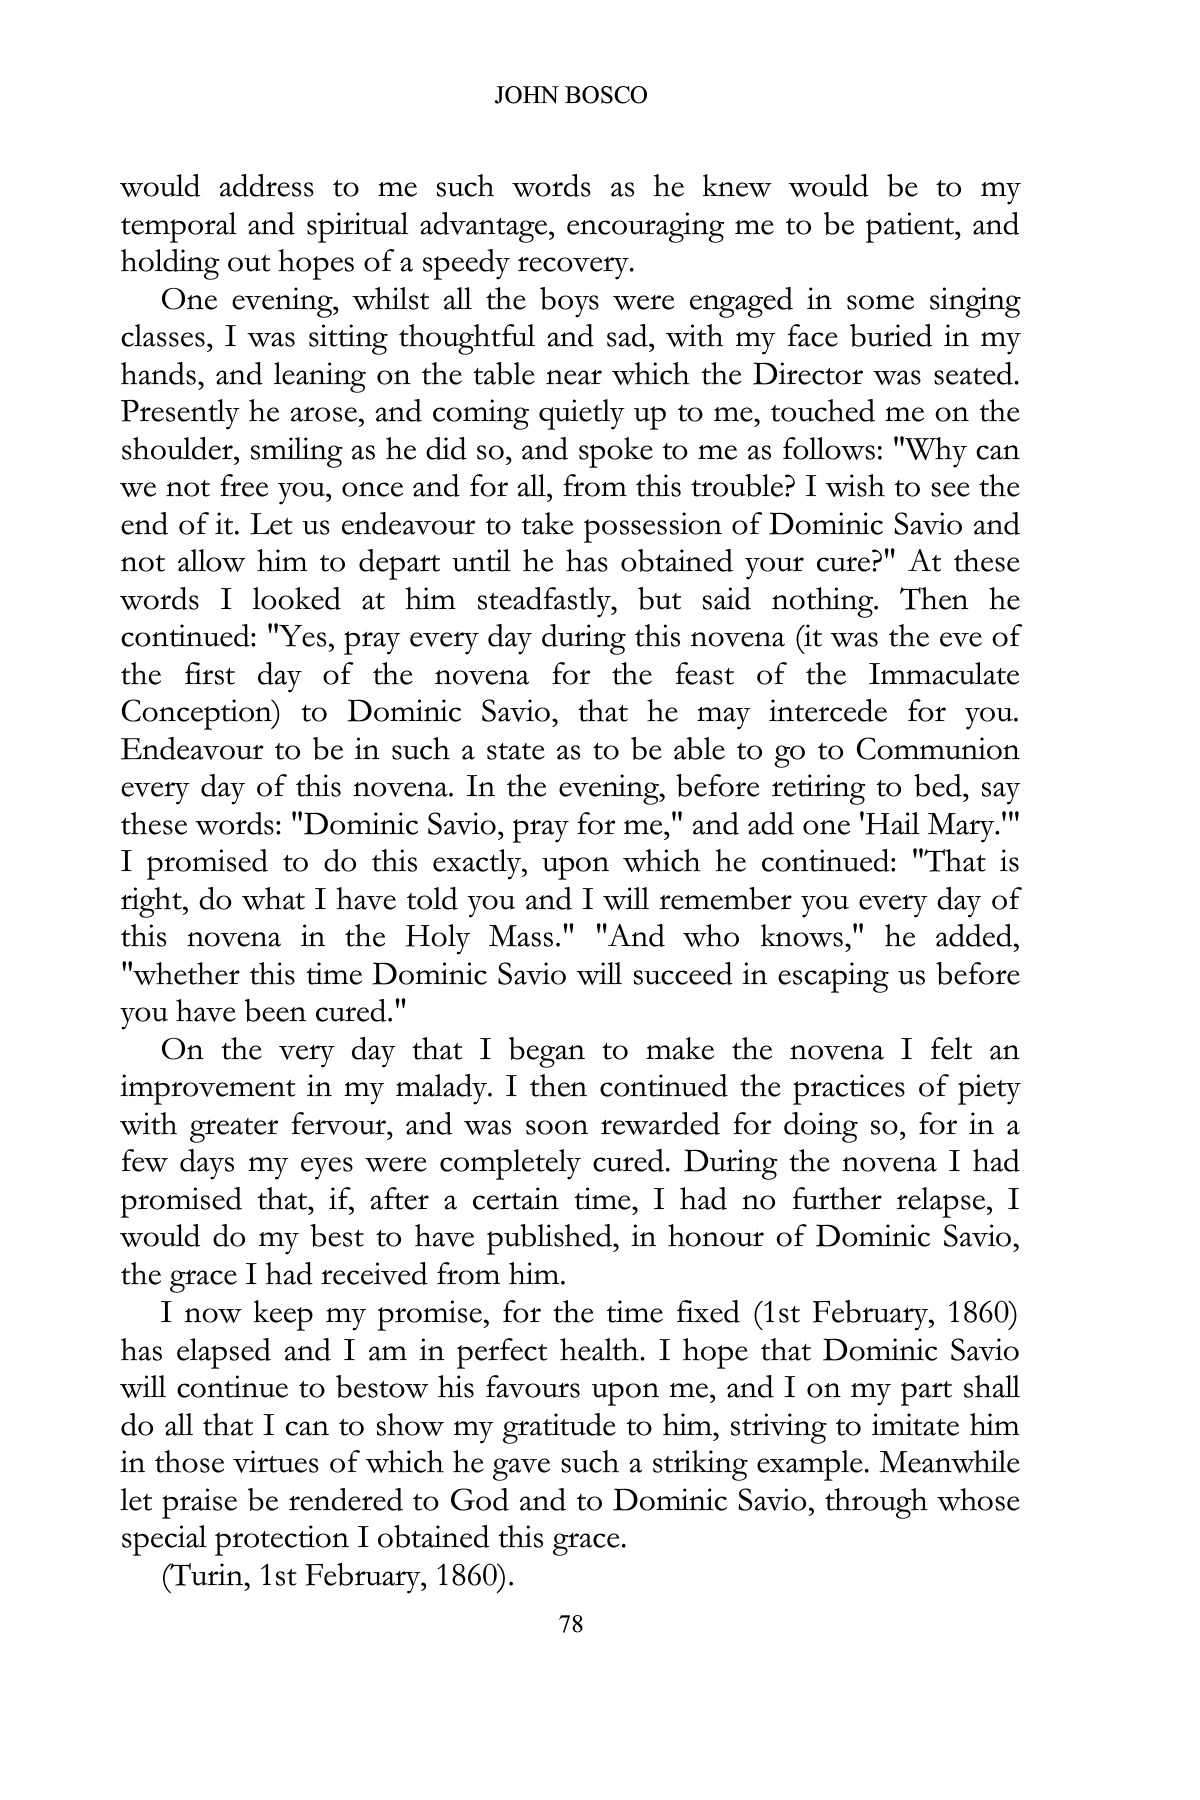 JOHN BOSCO
would address to me such words as he knew would be to my
temporal and spiritual advantage, encouraging me to be patient, and
holding out hopes of a speedy recovery.
One evening, whilst all the boys were engaged in some singing
classes, I was sitting thoughtful and sad, with my face buried in my
hands, and leaning on the table near which the Director was seated.
Presently he arose, and coming quietly up to me, touched me on the
shoulder, smiling as he did so, and spoke to me as follows: "Why can
we not free you, once and for all, from this trouble? I wish to see the
end of it. Let us endeavour to take possession of Dominic Savio and
not allow him to depart until he has obtained your cure?" At these
words I looked at him steadfastly, but said nothing. Then he
continued: "Yes, pray every day during this novena (it was the eve of
the first day of the novena for the feast of the Immaculate
Conception) to Dominic Savio, that he may intercede for you.
Endeavour to be in such a state as to be able to go to Communion
every day of this novena. In the evening, before retiring to bed, say
these words: "Dominic Savio, pray for me," and add one 'Hail Mary.'"
I promised to do this exactly, upon which he continued: "That is
right, do what I have told you and I will remember you every day of
this novena in the Holy Mass." "And who knows," he added,
"whether this time Dominic Savio will succeed in escaping us before
you have been cured."
On the very day that I began to make the novena I felt an
improvement in my malady. I then continued the practices of piety
with greater fervour, and was soon rewarded for doing so, for in a
few days my eyes were completely cured. During the novena I had
promised that, if, after a certain time, I had no further relapse, I
would do my best to have published, in honour of Dominic Savio,
the grace I had received from him.
I now keep my promise, for the time fixed (1st February, 1860)
has elapsed and I am in perfect health. I hope that Dominic Savio
will continue to bestow his favours upon me, and I on my part shall
do all that I can to show my gratitude to him, striving to imitate him
in those virtues of which he gave such a striking example. Meanwhile
let praise be rendered to God and to Dominic Savio, through whose
special protection I obtained this grace.
(Turin, 1st February, 1860).
78